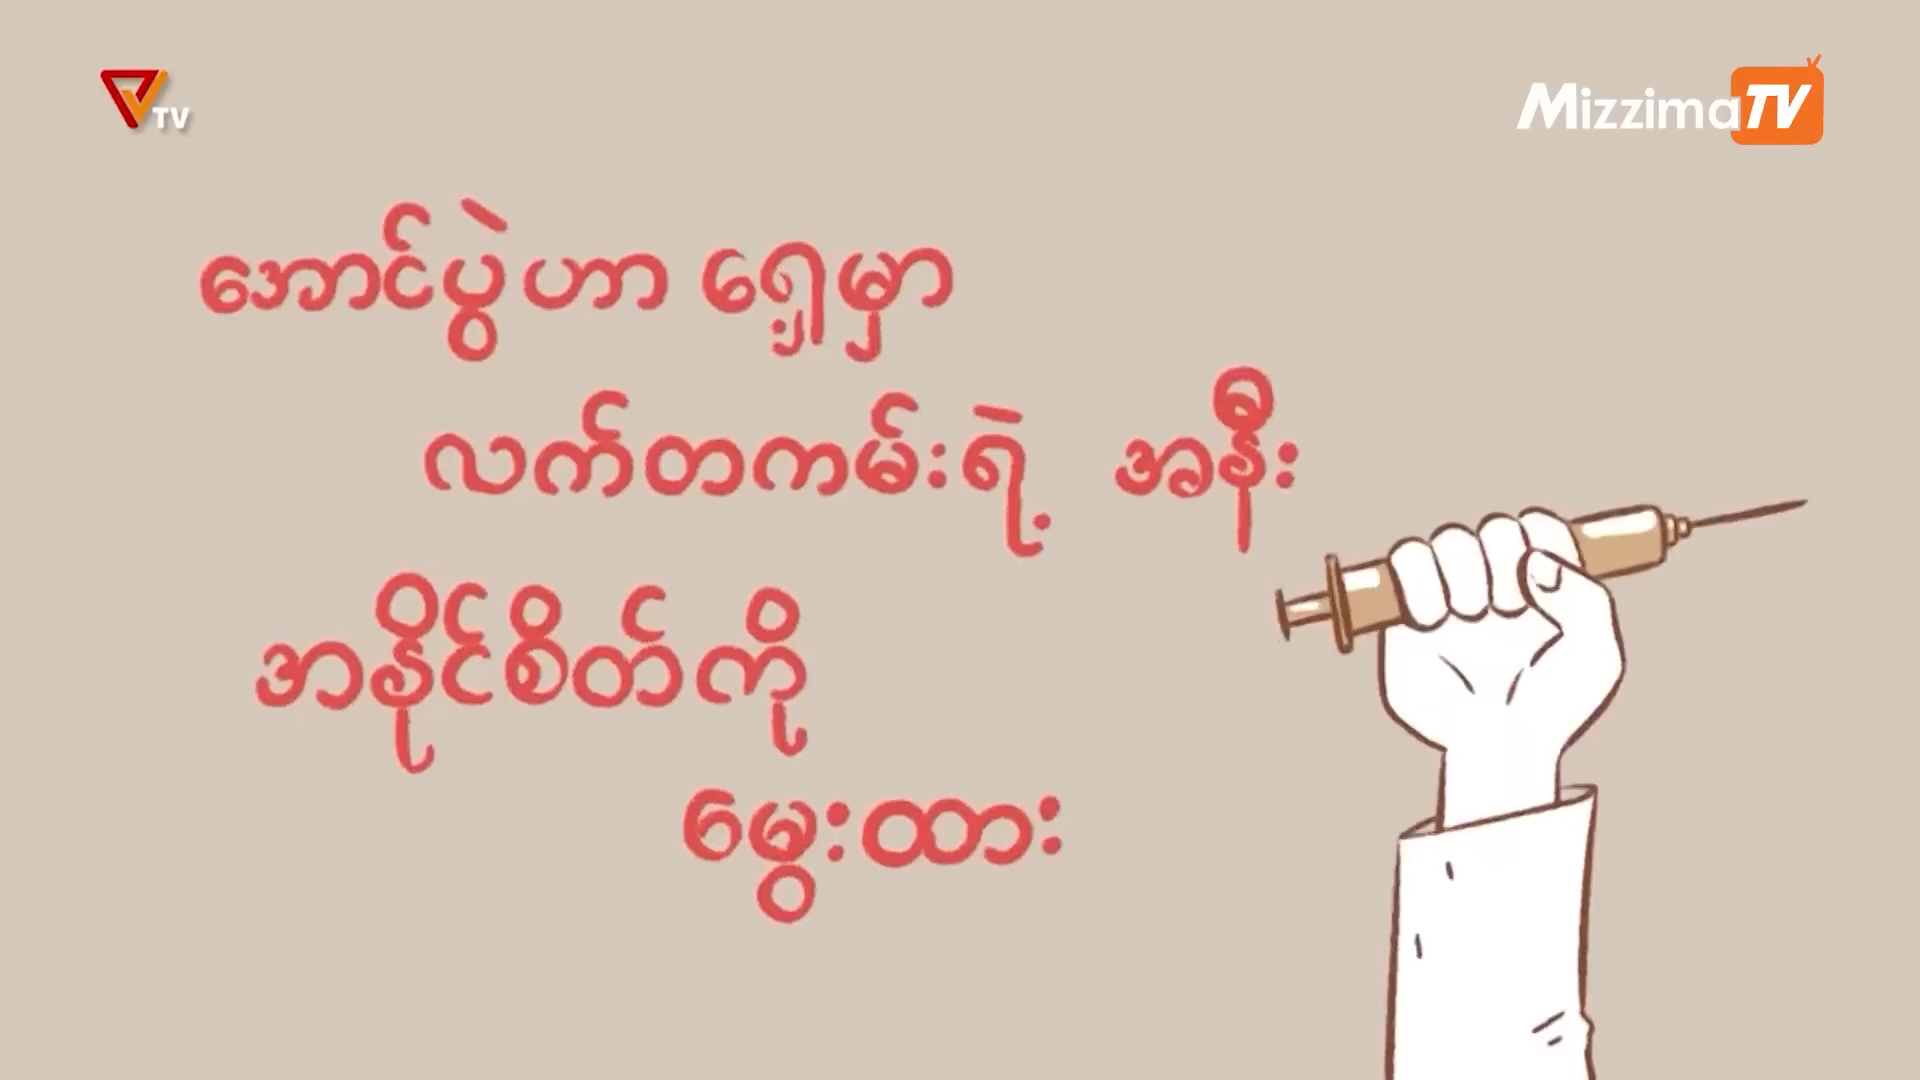 TV
MizzimaTV
အောင်ပွဲဟာ ရှေ့မှာ
လက်တကမ်းရဲ့ အနီး
အနိုင်စိတ်ကို
မွေးထား